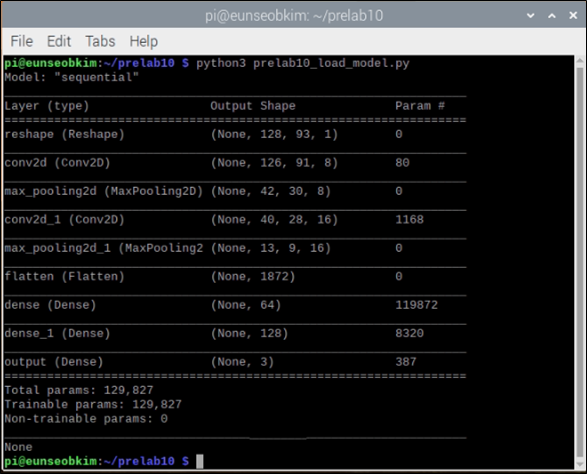 pi@eunseobkim: ~/prelab10
File Edit Tabs Help
pi@eunseobkim:~/prelab10 $ python3 prelab10_load_model.py
Model: "sequential"
Layer (type) Output Shape Param #
reshape (Reshape) (None, 128, 93, 1) 0
conv2d (Conv2D) (None, 126, 91, 8) 80
max_pooling2d (MaxPooling2D) (None, 42, 30, 8) 0
conv2d_1 (Conv2D) (None, 40, 28, 16) 1168
max_pooling2d_1 (MaxPooling2 (None, 13, 9, 16) 0
flatten (Flatten) (None, 1872) 0
dense (Dense) (None, 64) 119872
dense_1 (Dense) (None, 128) 8320
output (Dense) (None, 3) 387
Total params: 129,827
Trainable params: 129,827
Non-trainable params: 0
None
pi@eunseobkim:~/prelab10 $